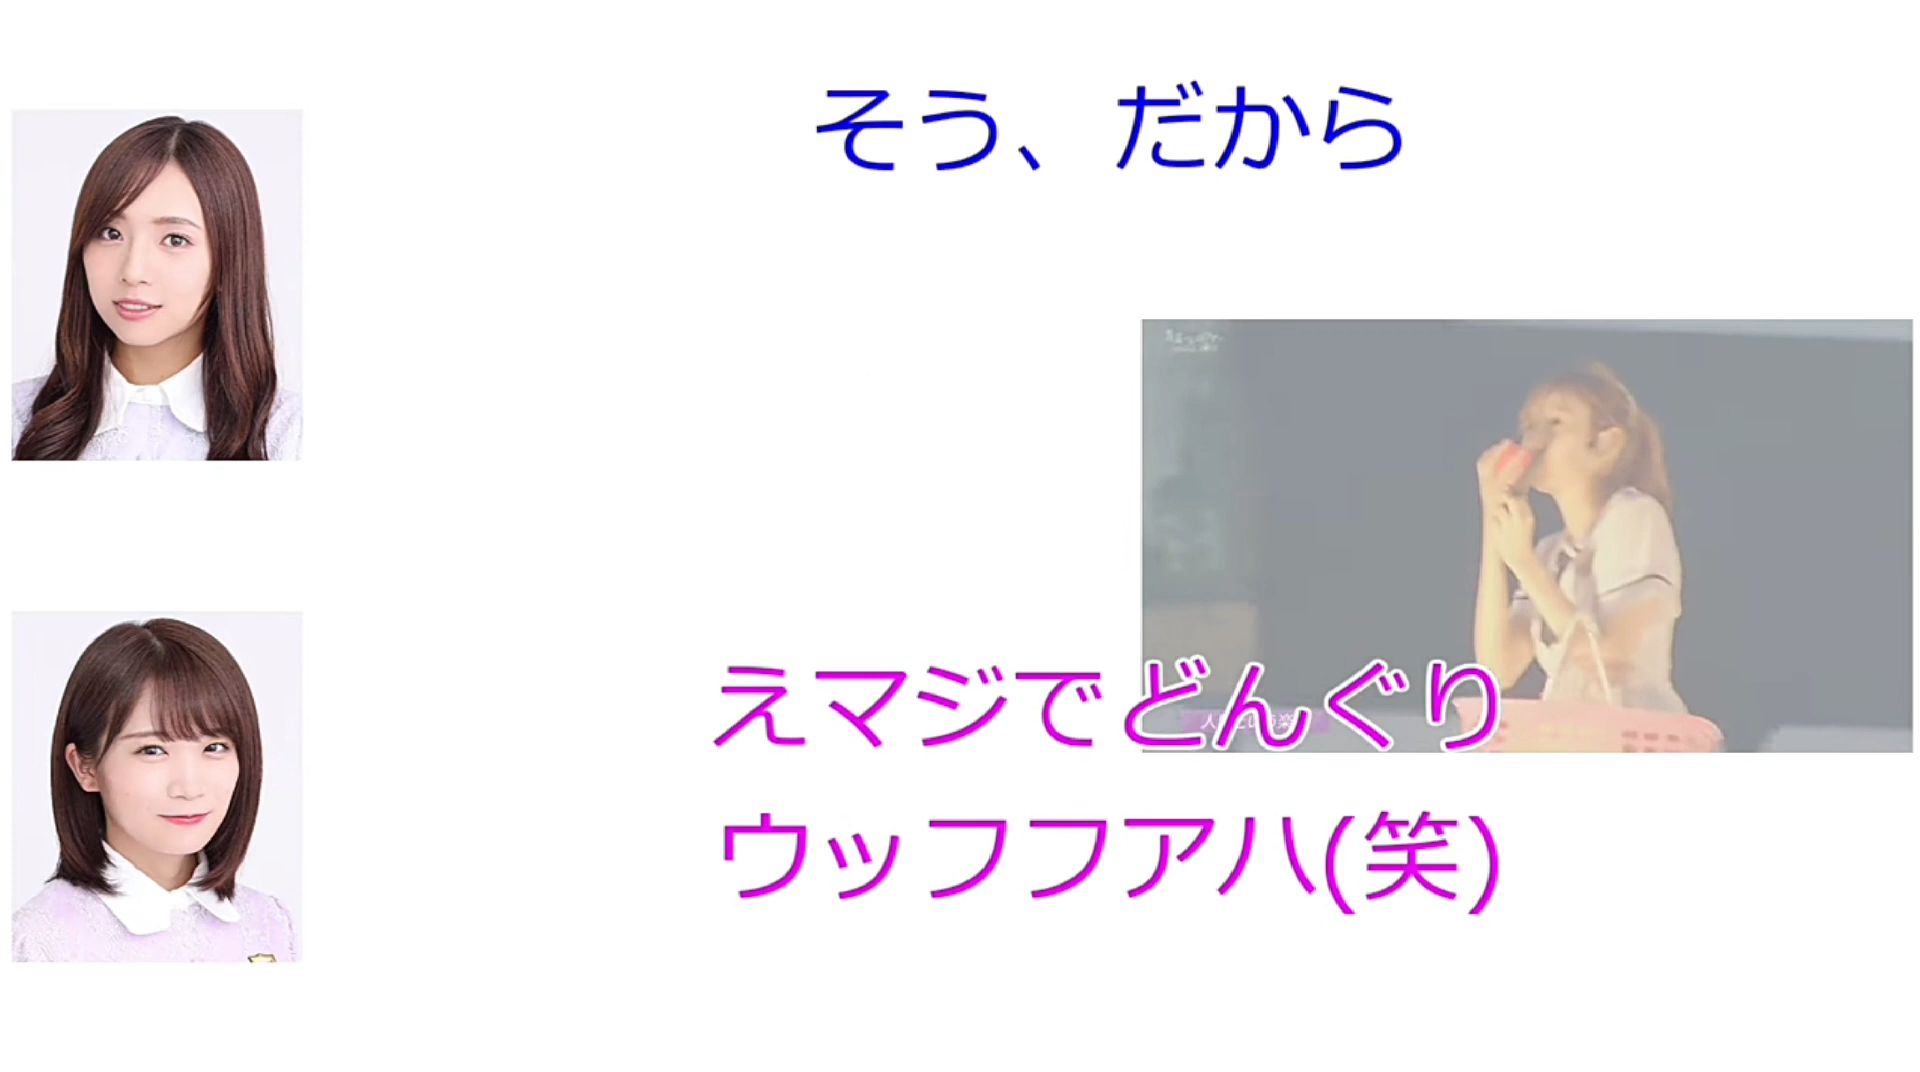 そう、だから
えマジでどんぐり
ウッフフアハ(笑)